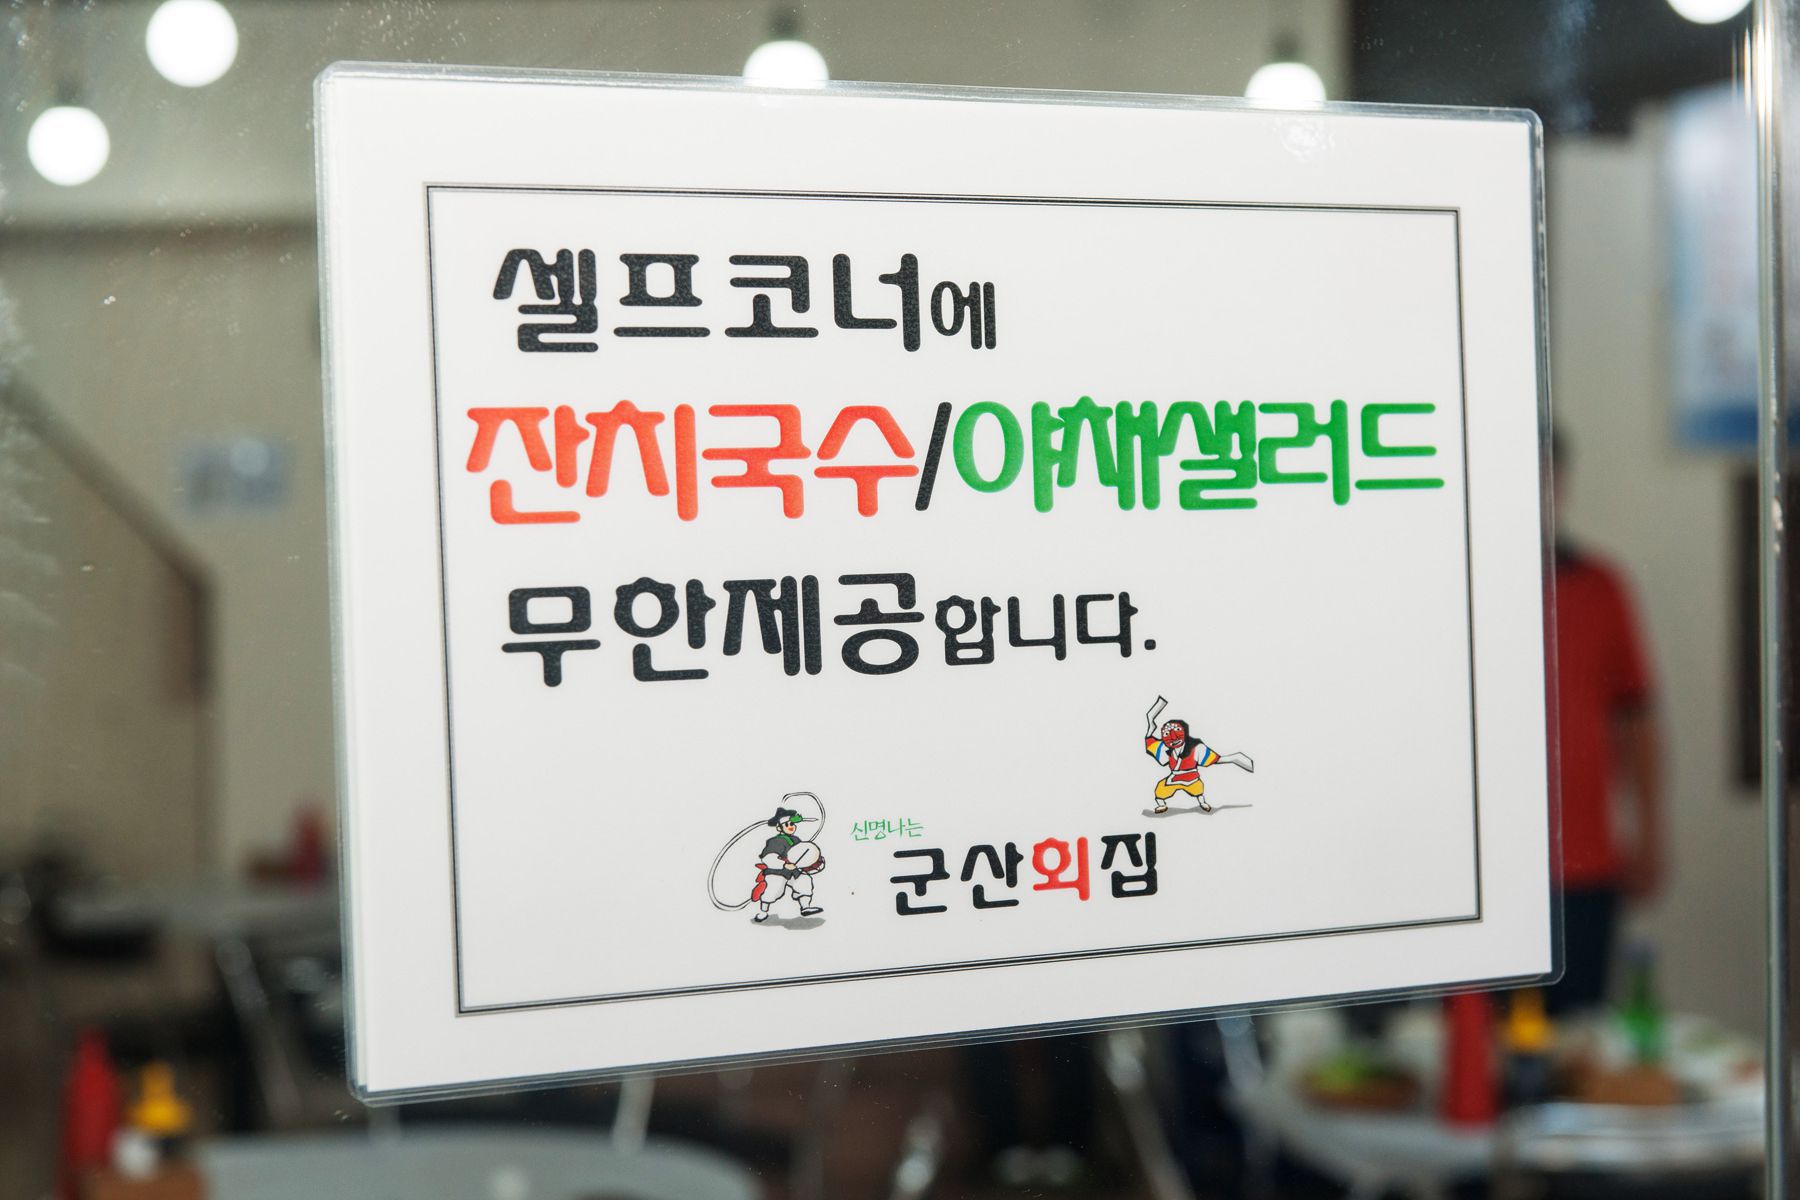 셀프코너에
잔치국수/야채샐러드
무한제공합니다.
신명나는
군산회집